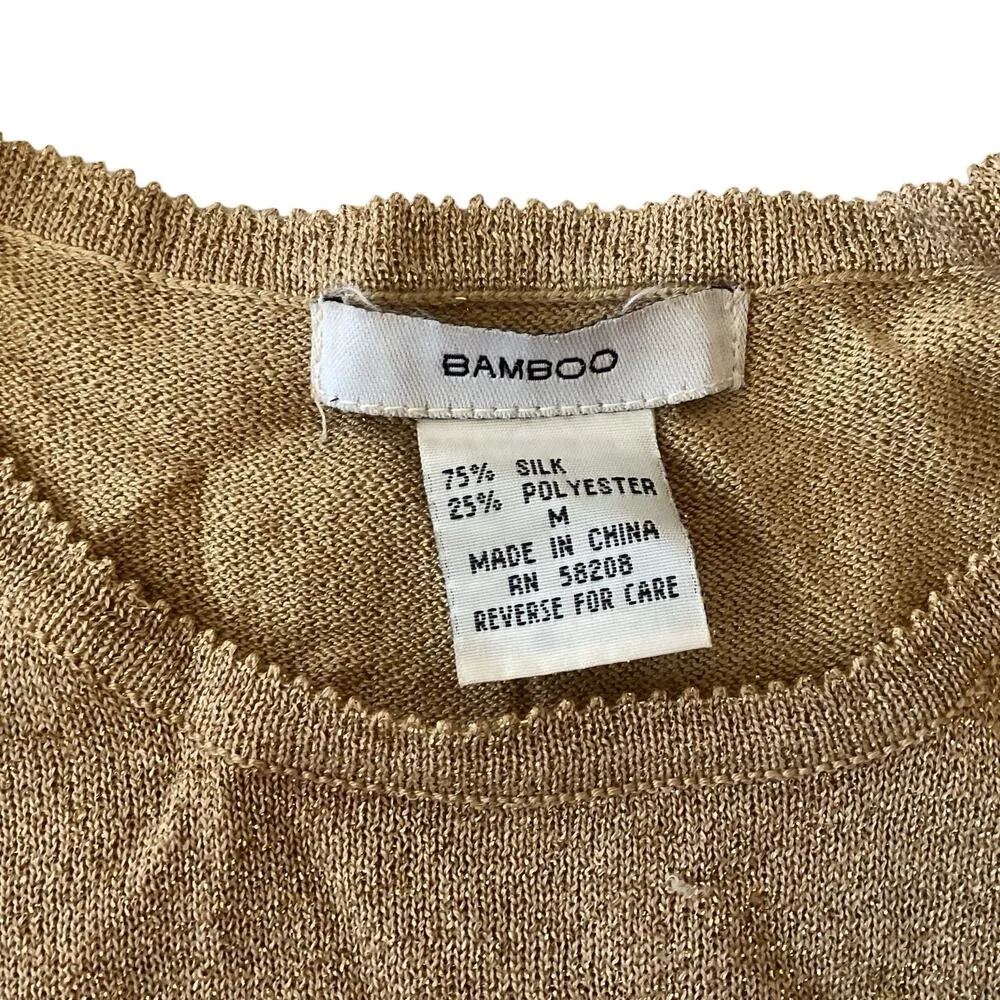 BAMBOO
75% SILK
25% POLYESTER
M
MADE IN CHINA
RN 58208
REVERSE FOR CARE